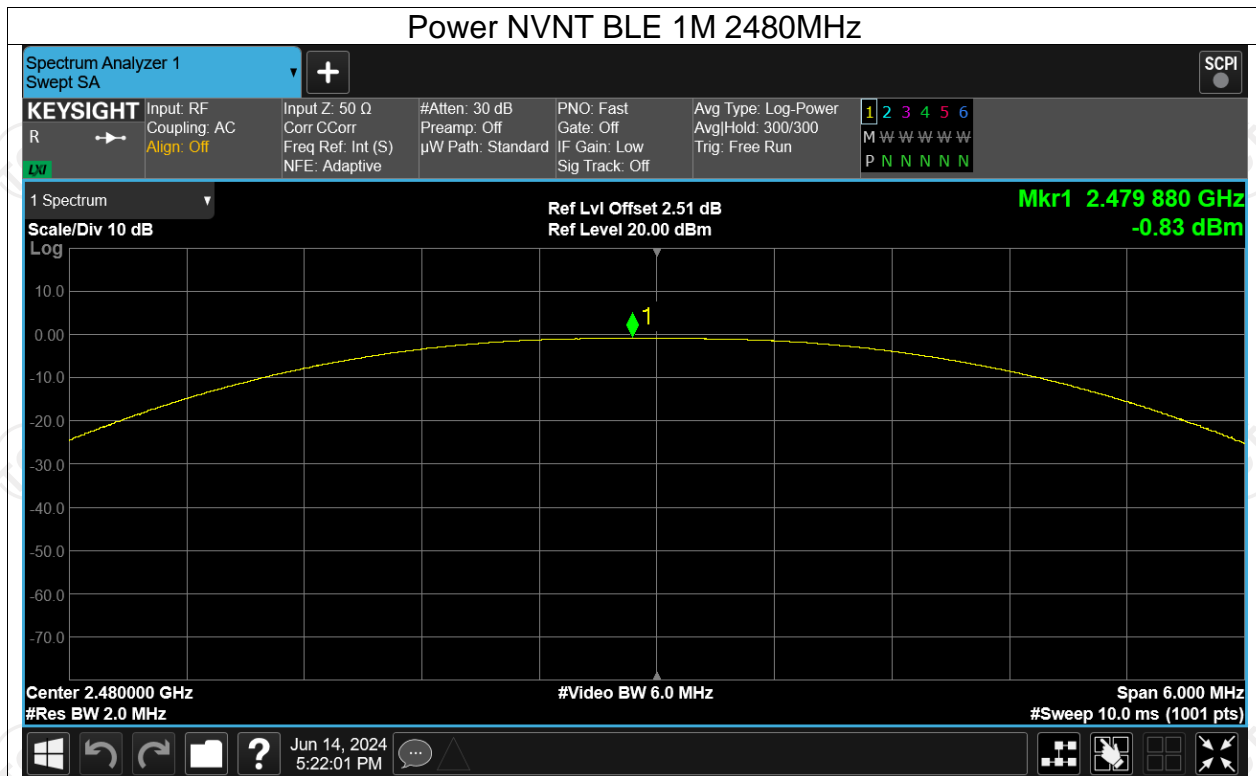 Power NVNT BLE 1M 2480MHz
Spectrum Analyzer 1
Swept SA
SCPI
KEYSIGHT
R
LXI
Input: RF
Coupling: AC
Align: Off
Input Z: 50 Ω
Corr CCorr
Freq Ref: Int (S)
NFE: Adaptive
#Atten: 30 dB
Preamp: Off
µW Path: Standard
PNO: Fast
Gate: Off
IF Gain: Low
Sig Track: Off
Avg Type: Log-Power
Avg|Hold: 300/300
Trig: Free Run
1 2 3 4 5 6
M W W W W W
P N N N N N
1 Spectrum
Scale/Div 10 dB
Ref Lvl Offset 2.51 dB
Ref Level 20.00 dBm
Mkr1 2.479 880 GHz
-0.83 dBm
Log
10.0
0.00
-10.0
-20.0
-30.0
-40.0
-50.0
-60.0
-70.0
1
Center 2.480000 GHz
#Res BW 2.0 MHz
#Video BW 6.0 MHz
Span 6.000 MHz
#Sweep 10.0 ms (1001 pts)
?
Jun 14, 2024
5:22:01 PM